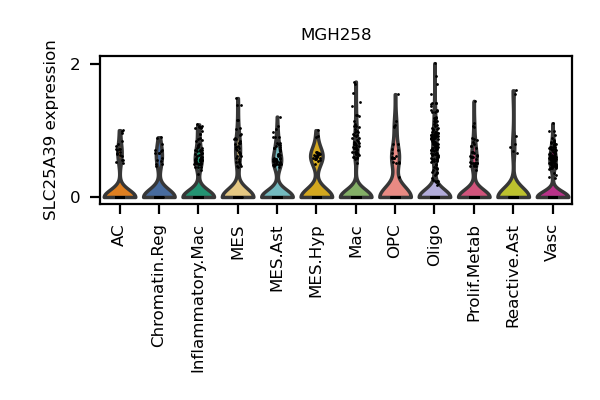 MGH258
SLC25A39 expression
2
0
AC
Chromatin.Reg
Inflammatory.Mac
MES
MES.Ast
MES.Hyp
Mac
OPC
Oligo
Prolif.Metab
Reactive.Ast
Vasc